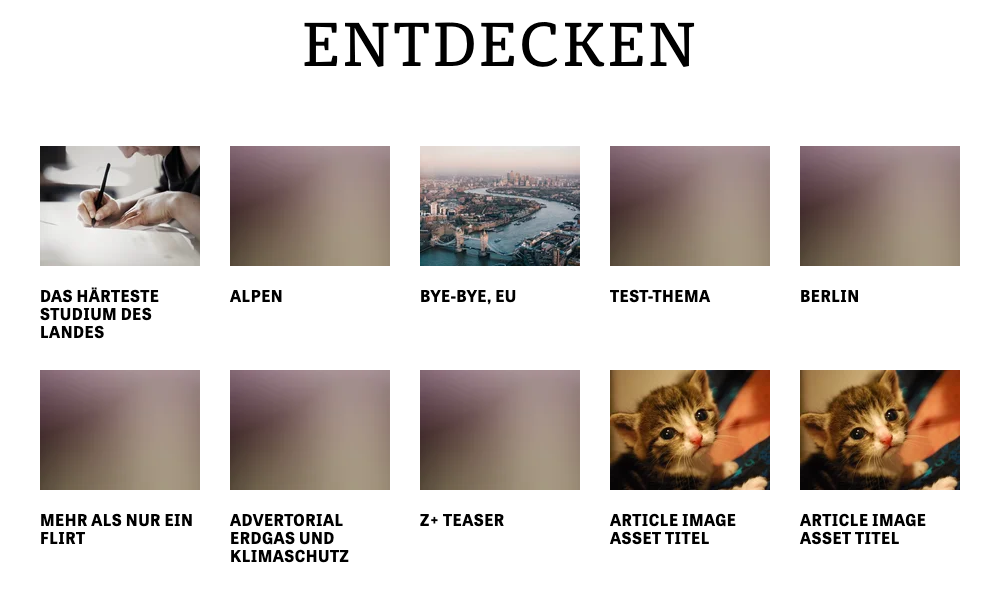 ENTDECKEN
DAS HÄRTESTE
STUDIUM DES
LANDES
ALPEN
BYE-BYE, EU
TEST-THEMA
BERLIN
MEHR ALS NUR EIN
FLIRT
ADVERTORIAL
ERDGAS UND
KLIMASCHUTZ
Z+ TEASER
ARTICLE IMAGE
ASSET TITEL
ARTICLE IMAGE
ASSET TITEL